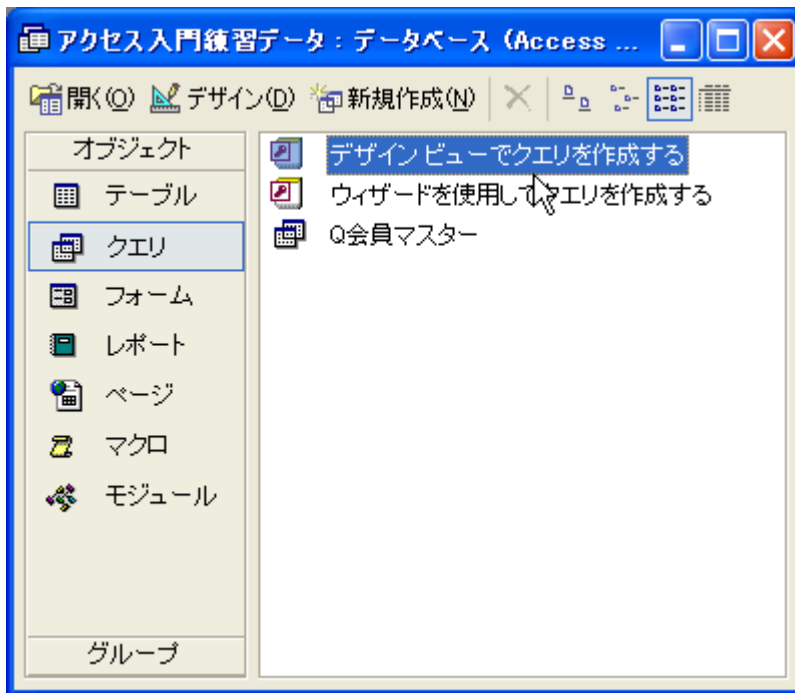 アクセス入門練習データ : データベース (Access ...
開く(O) デザイン(D) 新規作成(N)
オブジェクト
テーブル
クエリ
フォーム
レポート
ページ
マクロ
モジュール
グループ
デザイン ビューでクエリを作成する
ウィザードを使用してクエリを作成する
Q会員マスター